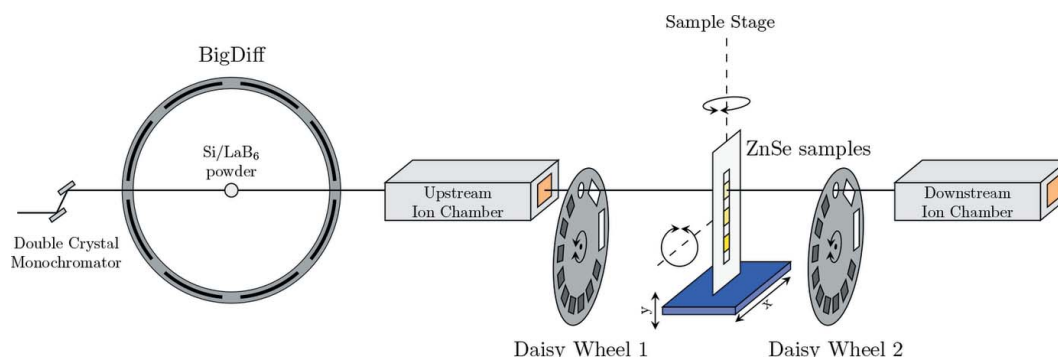 Sample Stage
BigDiff
Si/LaB₆
powder
ZnSe samples
Upstream
Ion Chamber
Downstream
Ion Chamber
Double Crystal
Monochromator
y
x
Daisy Wheel 1
Daisy Wheel 2